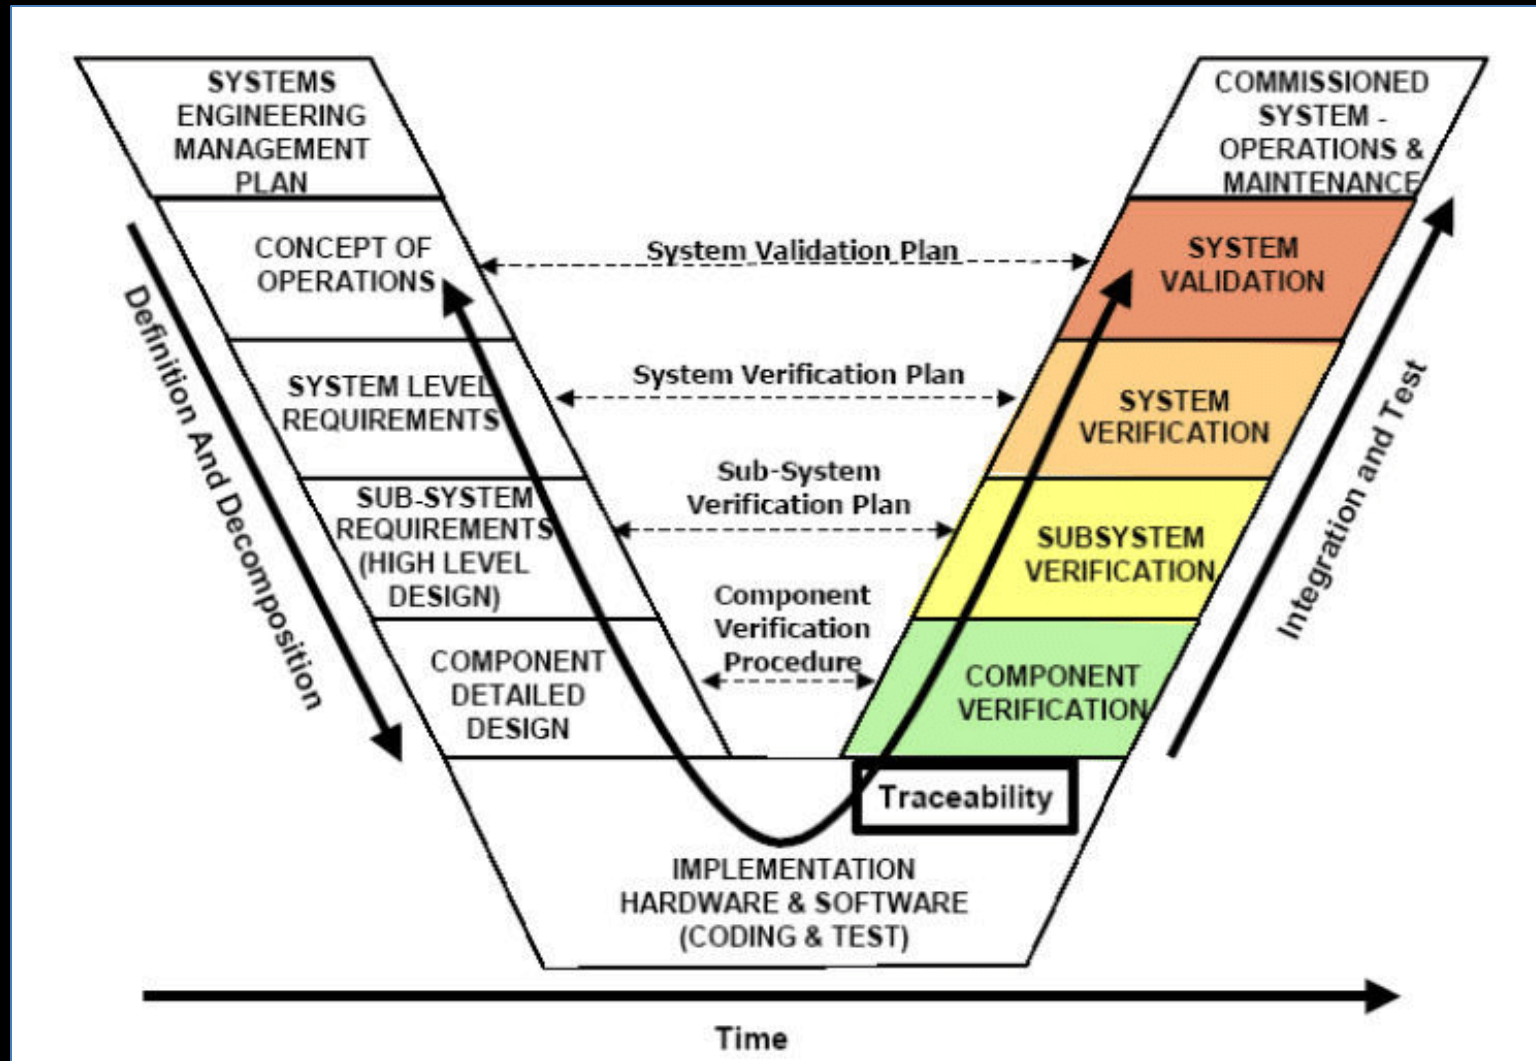 SYSTEMS
ENGINEERING
MANAGEMENT
PLAN
COMMISSIONED
SYSTEM -
OPERATIONS &
MAINTENANCE
CONCEPT OF
OPERATIONS
System Validation Plan
SYSTEM
VALIDATION
SYSTEM LEVEL
REQUIREMENTS
System Verification Plan
SYSTEM
VERIFICATION
SUB-SYSTEM
REQUIREMENTS
(HIGH LEVEL
DESIGN)
Sub-System
Verification Plan
SUBSYSTEM
VERIFICATION
COMPONENT
DETAILED
DESIGN
Component
Verification
Procedure
COMPONENT
VERIFICATION
Definition And Decomposition
Integration and Test
Traceability
IMPLEMENTATION
HARDWARE & SOFTWARE
(CODING & TEST)
Time